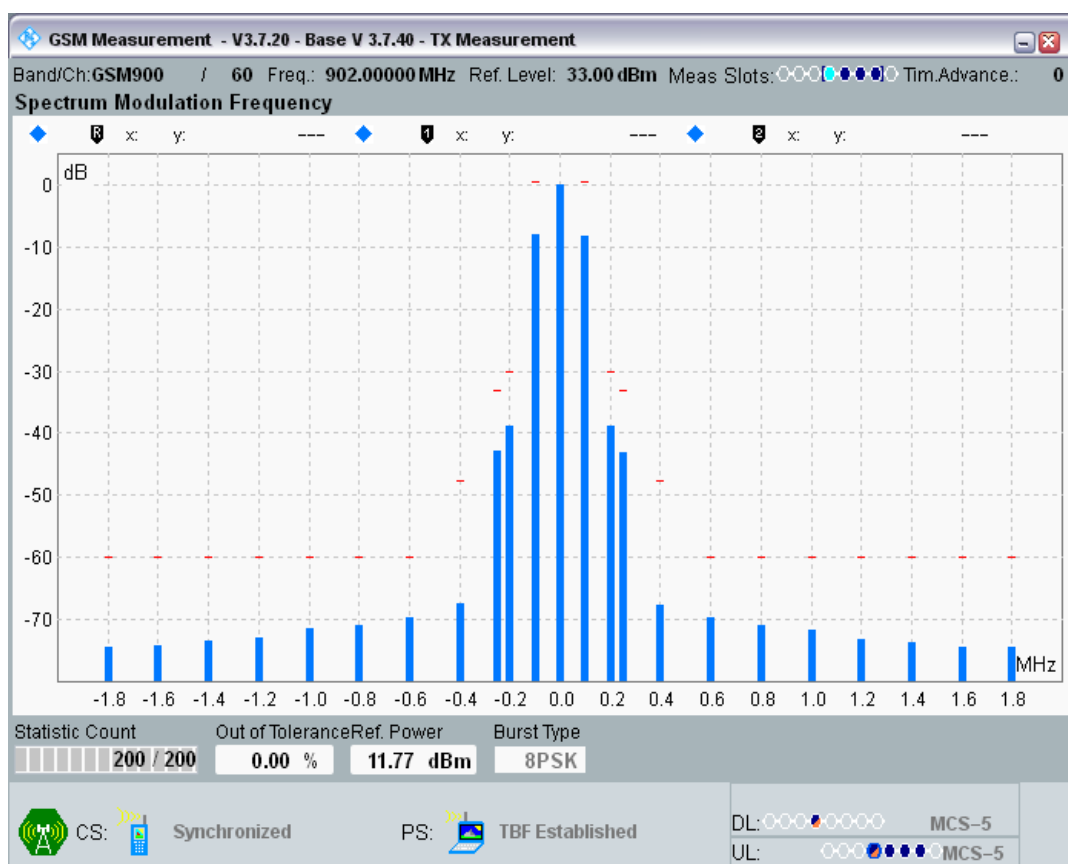 GSM Measurement - V3.7.20 - Base V 3.7.40 - TX Measurement
Band/Ch:GSM900 / 60 Freq.: 902.00000 MHz Ref. Level: 33.00 dBm Meas Slots: Tim.Advance.: 0
Spectrum Modulation Frequency
R x: y: --- 1 x: y: --- 2 x: y: ---
dB
0
-10
-20
-30
-40
-50
-60
-70
MHz
-1.8 -1.6 -1.4 -1.2 -1.0 -0.8 -0.6 -0.4 -0.2 0.0 0.2 0.4 0.6 0.8 1.0 1.2 1.4 1.6 1.8
Statistic Count Out of Tolerance Ref. Power Burst Type
200 / 200 0.00 % 11.77 dBm 8PSK
CS: Synchronized PS: TBF Established
DL: MCS-5
UL: MCS-5